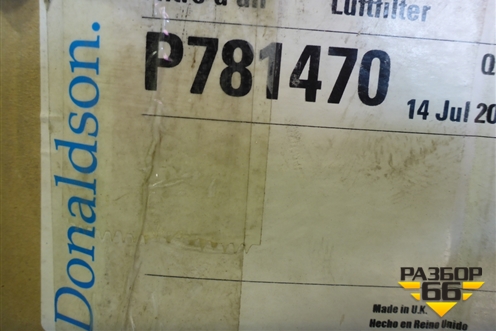 Luftfilter
P781470
Q
14 Jul 20
Donaldson.
РАЗБОР
66
Made in U.K.
Hecho en Reino Unido